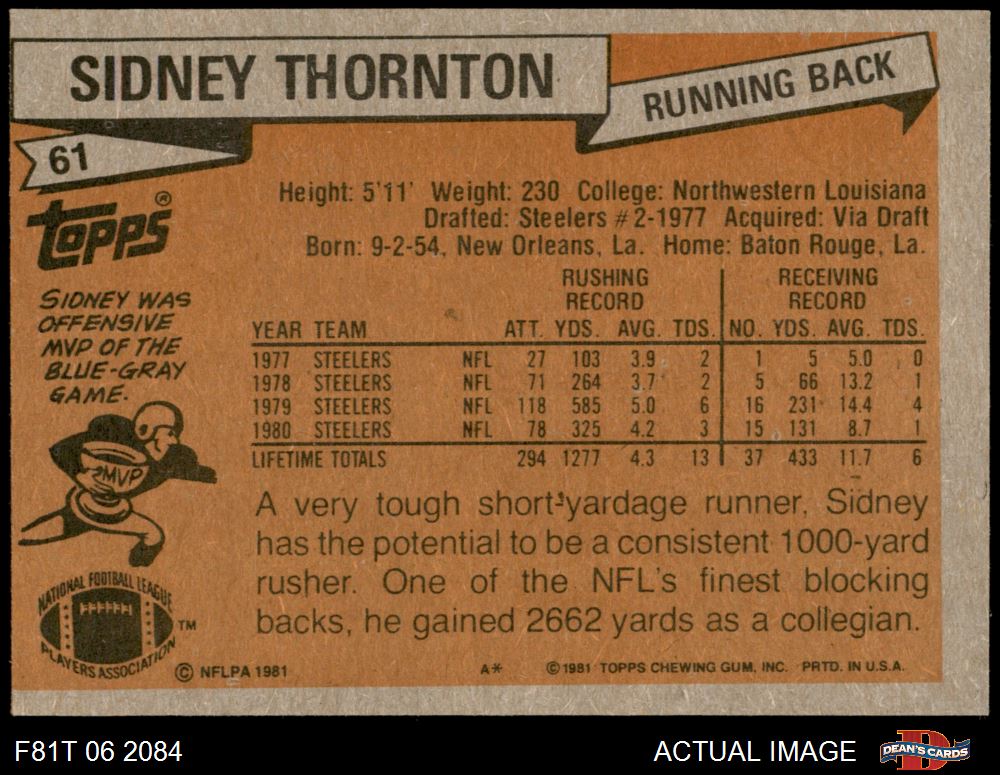 SIDNEY THORNTON
RUNNING BACK
61
TOPPS®
Height: 5'11' Weight: 230 College: Northwestern Louisiana
Drafted: Steelers #2-1977 Acquired: Via Draft
Born: 9-2-54, New Orleans, La. Home: Baton Rouge, La.
SIDNEY WAS
OFFENSIVE
MVP OF THE
BLUE-GRAY
GAME.
MVP
RUSHING RECEIVING
RECORD RECORD
YEAR TEAM ATT. YDS. AVG. TDS. NO. YDS. AVG. TDS.
1977 STEELERS NFL 27 103 3.9 2 1 5 5.0 0
1978 STEELERS NFL 71 264 3.7 2 5 66 13.2 1
1979 STEELERS NFL 118 585 5.0 6 16 231 14.4 4
1980 STEELERS NFL 78 325 4.2 3 15 131 8.7 1
LIFETIME TOTALS 294 1277 4.3 13 37 433 11.7 6
A very tough short-yardage runner, Sidney
has the potential to be a consistent 1000-yard
rusher. One of the NFL's finest blocking
backs, he gained 2662 yards as a collegian.
NATIONAL FOOTBALL LEAGUE
PLAYERS ASSOCIATION
TM
© NFLPA 1981 A* © 1981 TOPPS CHEWING GUM, INC. PRTD. IN U.S.A.
F81T 06 2084 ACTUAL IMAGE
D
DEAN'S CARDS